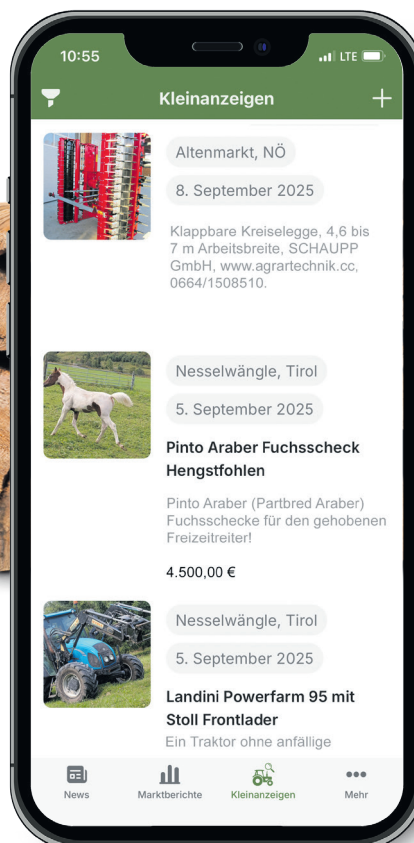 10:55
LTE
Kleinanzeigen
Altenmarkt, NÖ
8. September 2025
Klappbare Kreiselegge, 4,6 bis
7 m Arbeitsbreite, SCHAUPP
GmbH, www.agrartechnik.cc,
0664/1508510.
Nesselwängle, Tirol
5. September 2025
Pinto Araber Fuchsscheck
Hengstfohlen
Pinto Araber (Partbred Araber)
Fuchsschecke für den gehobenen
Freizeitreiter!
4.500,00 €
Nesselwängle, Tirol
5. September 2025
Landini Powerfarm 95 mit
Stoll Frontlader
Ein Traktor ohne anfällige
News
Marktberichte
Kleinanzeigen
Mehr